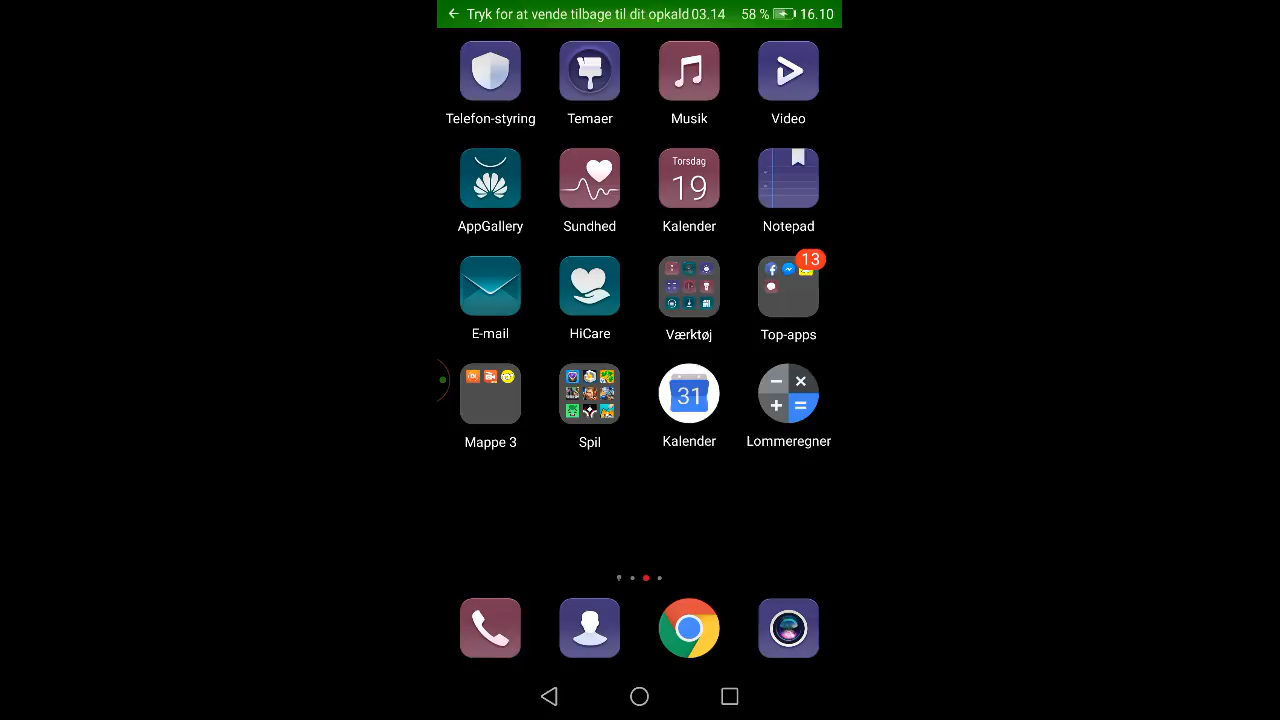 Tryk for at vende tilbage til dit opkald 03.14 58 % 16.10
Telefon-styring Temaer Musik Video
Torsdag
19
AppGallery Sundhed Kalender Notepad
13
E-mail HiCare Værktøj Top-apps
31
Mappe 3 Spil Kalender Lommeregner